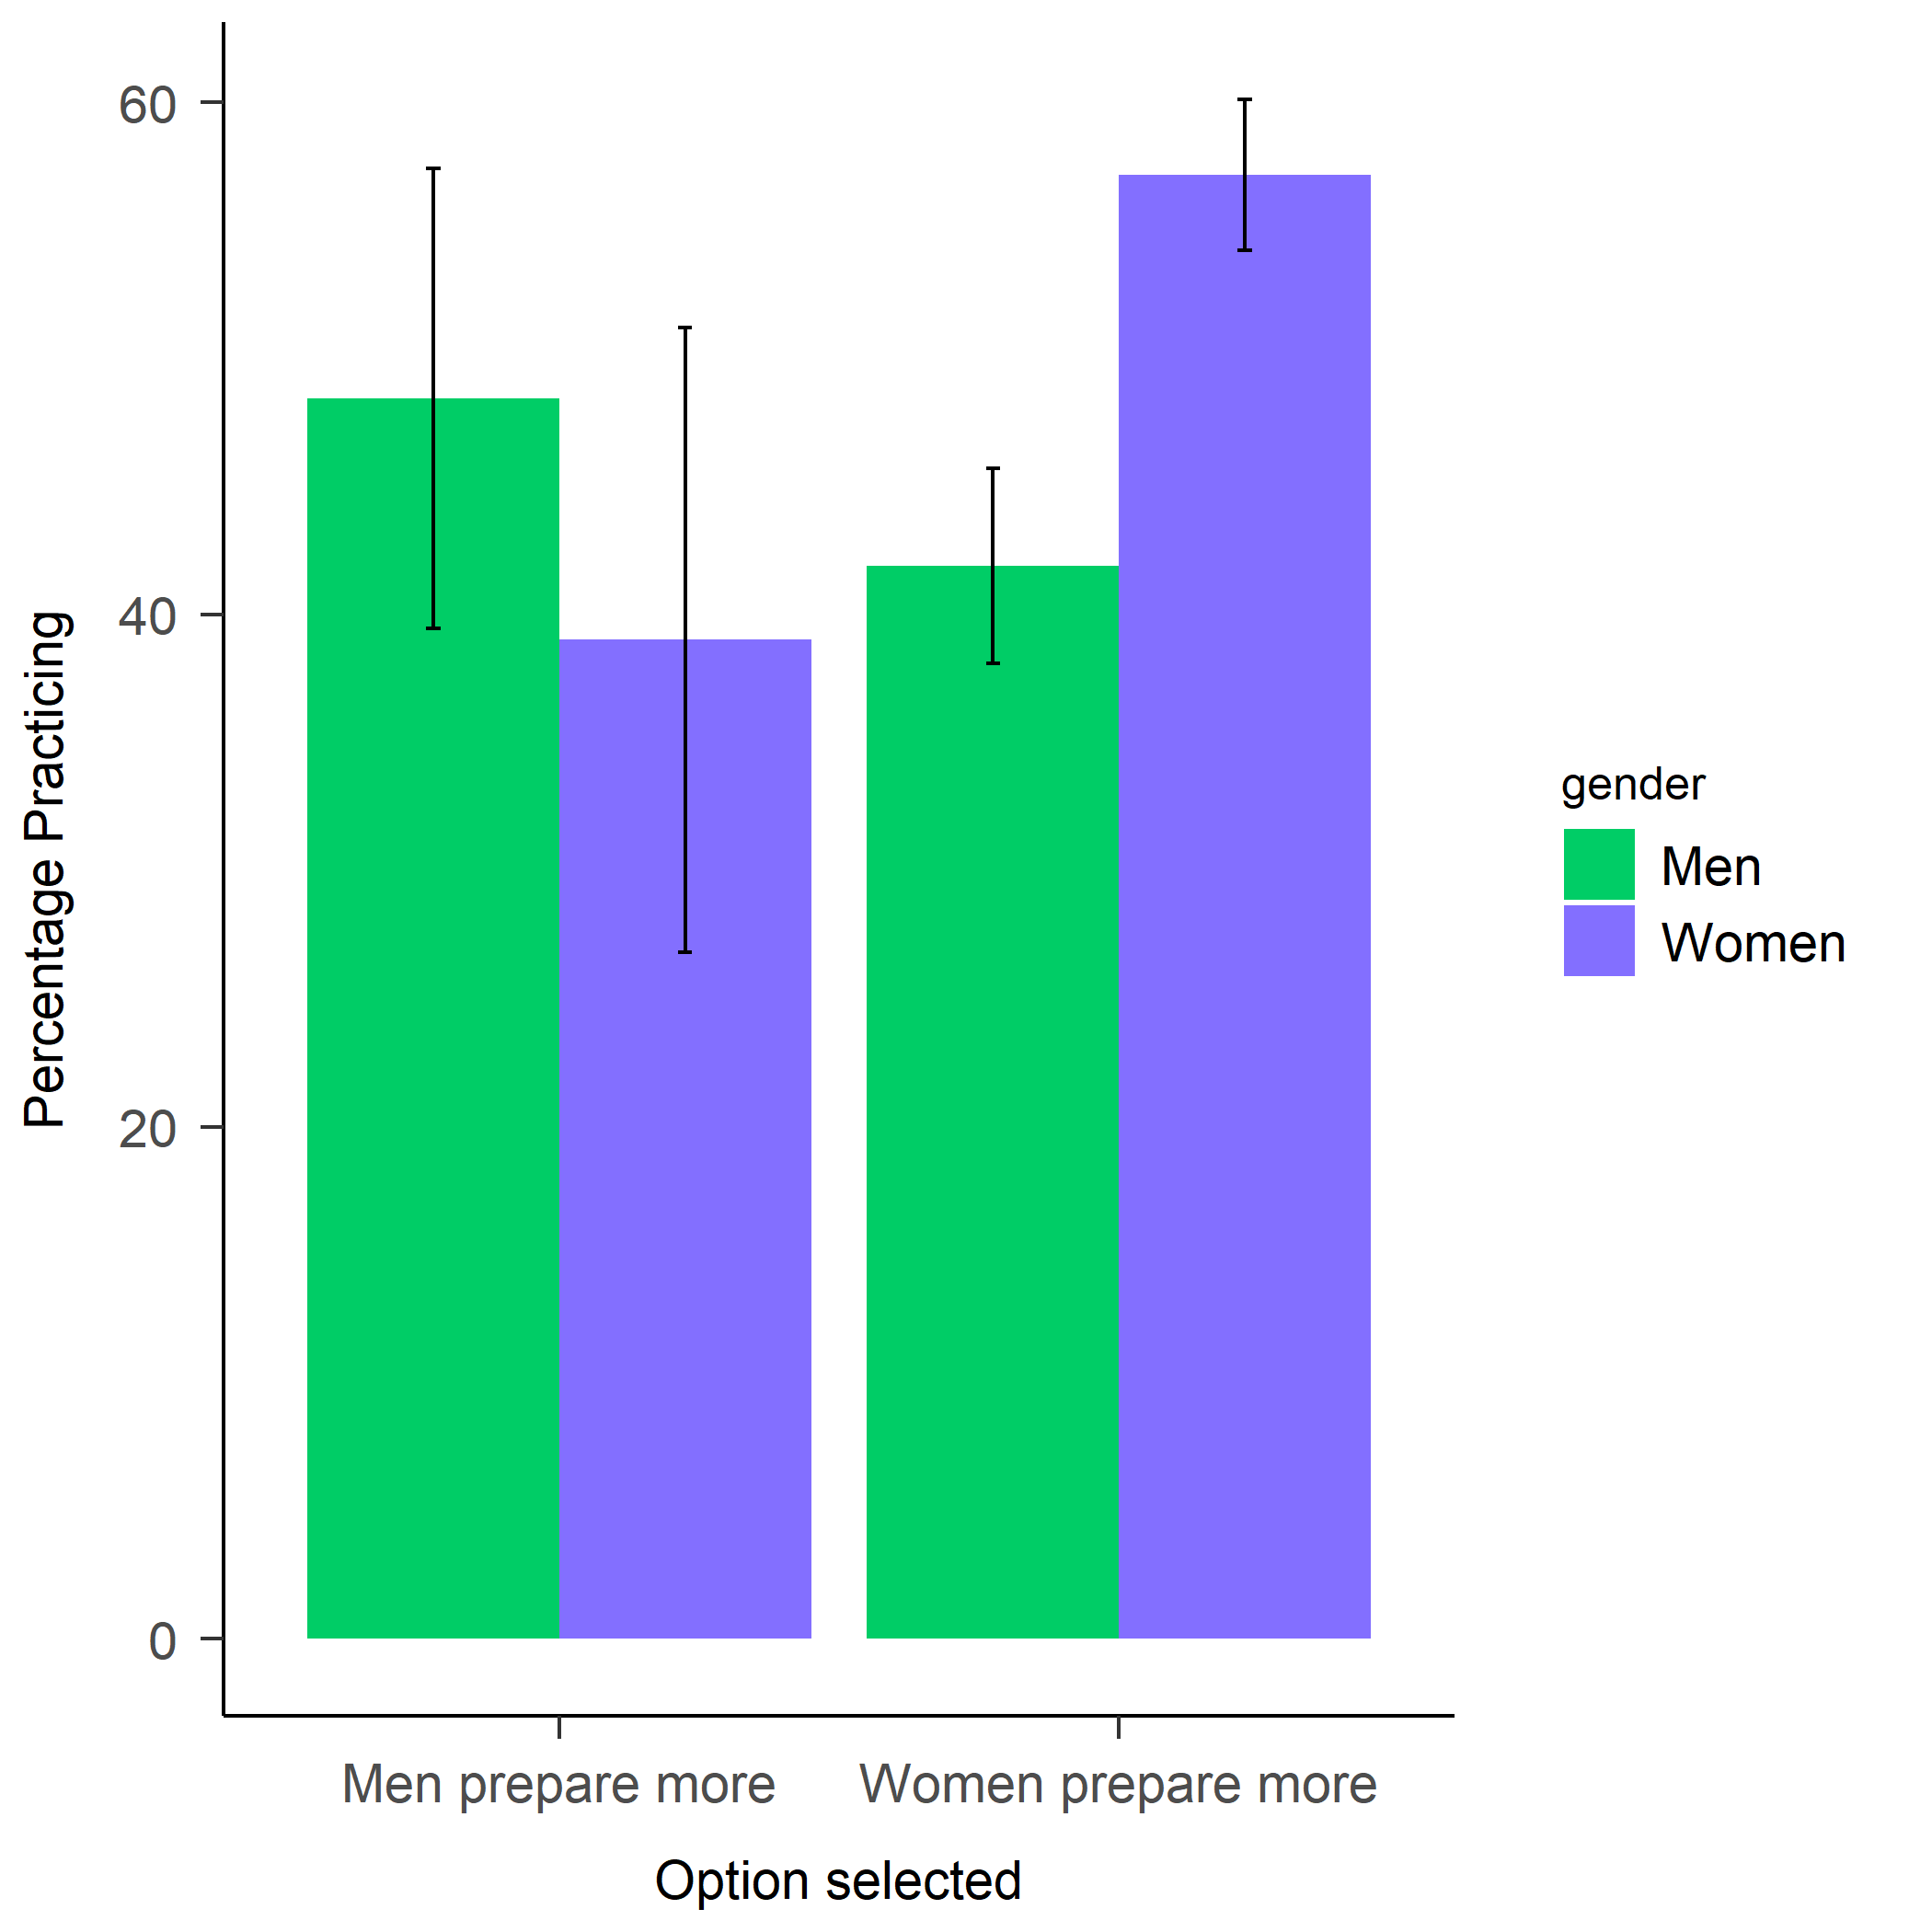 60
40
20
0
Percentage Practicing
Men prepare more
Women prepare more
Option selected
gender
Men
Women